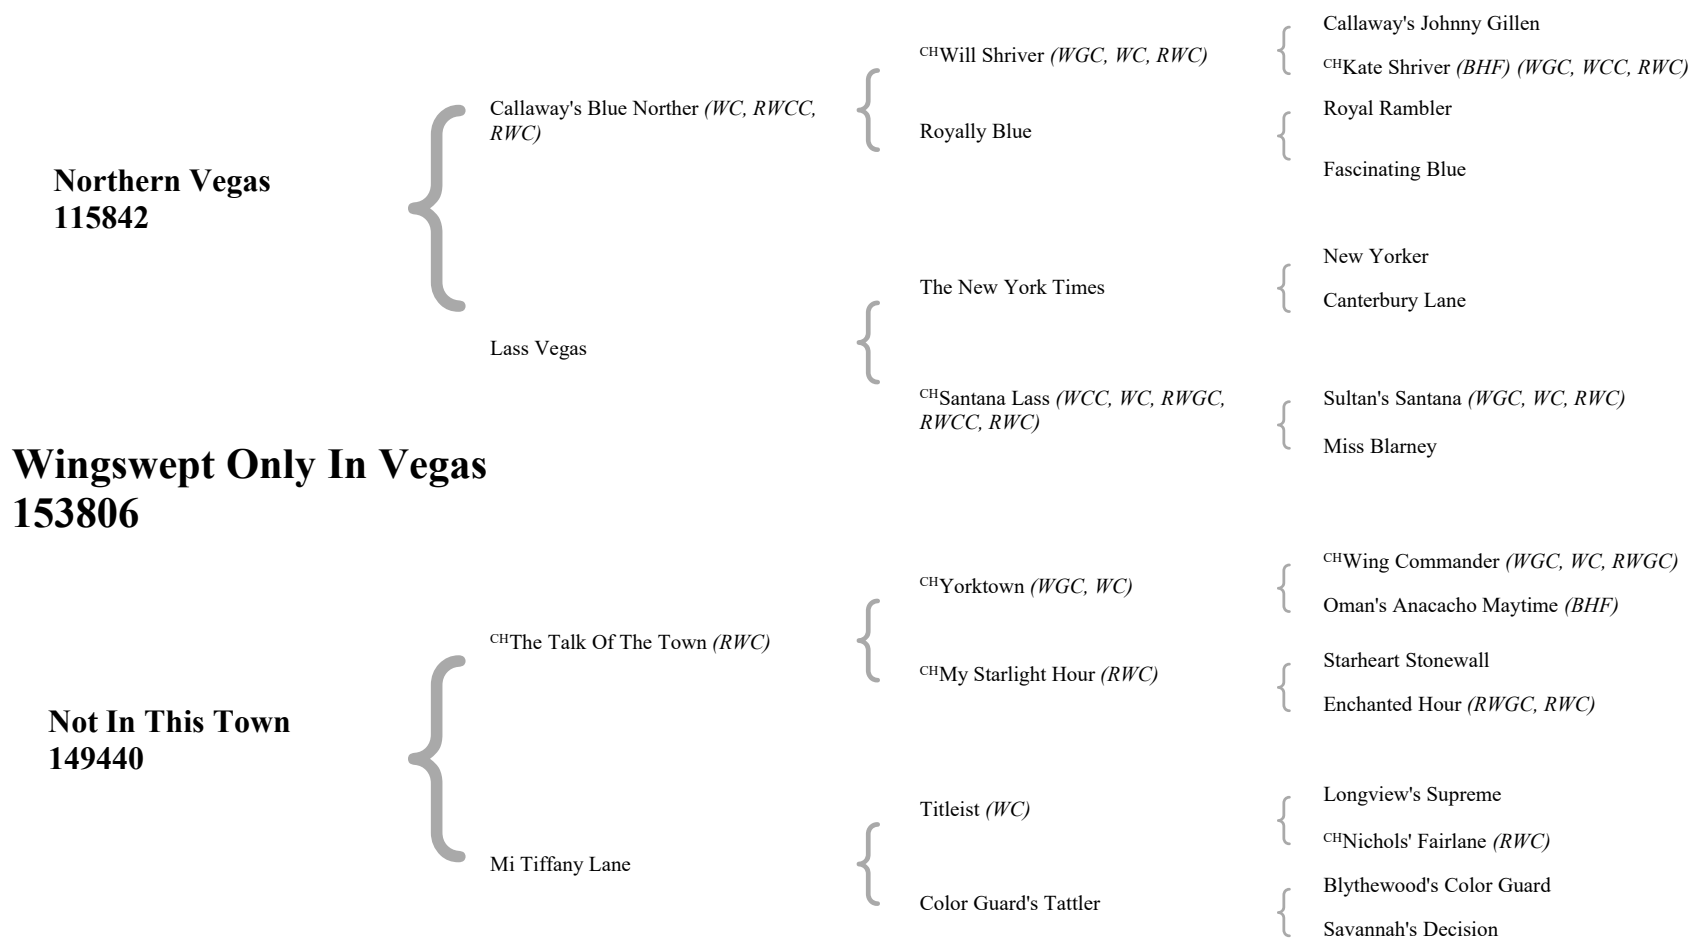 Callaway's Johnny Gillen
CHWill Shriver (WGC, WC, RWC)
CHKate Shriver (BHF) (WGC, WCC, RWC)
Callaway's Blue Norther (WC, RWCC,
RWC)
Royal Rambler
Royally Blue
Fascinating Blue
Northern Vegas
115842
New Yorker
The New York Times
Canterbury Lane
Lass Vegas
CHSantana Lass (WCC, WC, RWGC,
RWCC, RWC)
Sultan's Santana (WGC, WC, RWC)
Miss Blarney
Wingswept Only In Vegas
153806
CHWing Commander (WGC, WC, RWGC)
CHYorktown (WGC, WC)
Oman's Anacacho Maytime (BHF)
CHThe Talk Of The Town (RWC)
Starheart Stonewall
CHMy Starlight Hour (RWC)
Enchanted Hour (RWGC, RWC)
Not In This Town
149440
Longview's Supreme
Titleist (WC)
CHNichols' Fairlane (RWC)
Mi Tiffany Lane
Blythewood's Color Guard
Color Guard's Tattler
Savannah's Decision